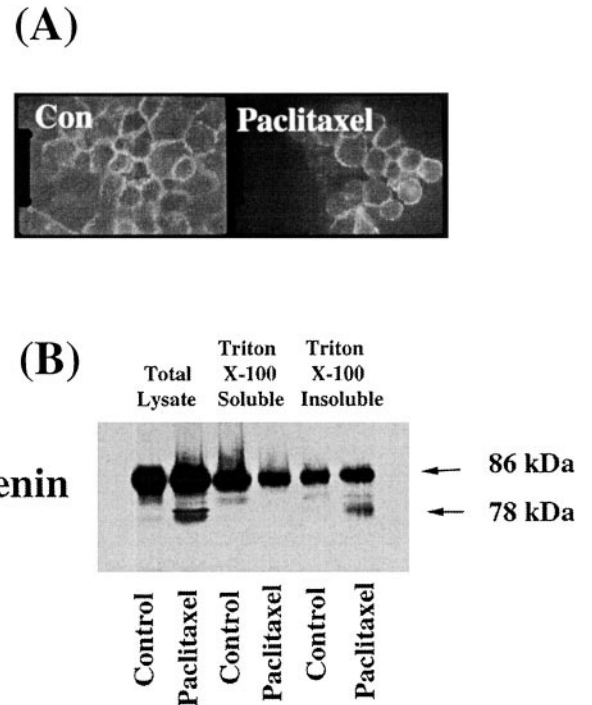 (A)
Con
Paclitaxel
(B)
Total
Lysate
Triton
X-100
Soluble
Triton
X-100
Insoluble
enin
86 kDa
78 kDa
Control
Paclitaxel
Control
Paclitaxel
Control
Paclitaxel